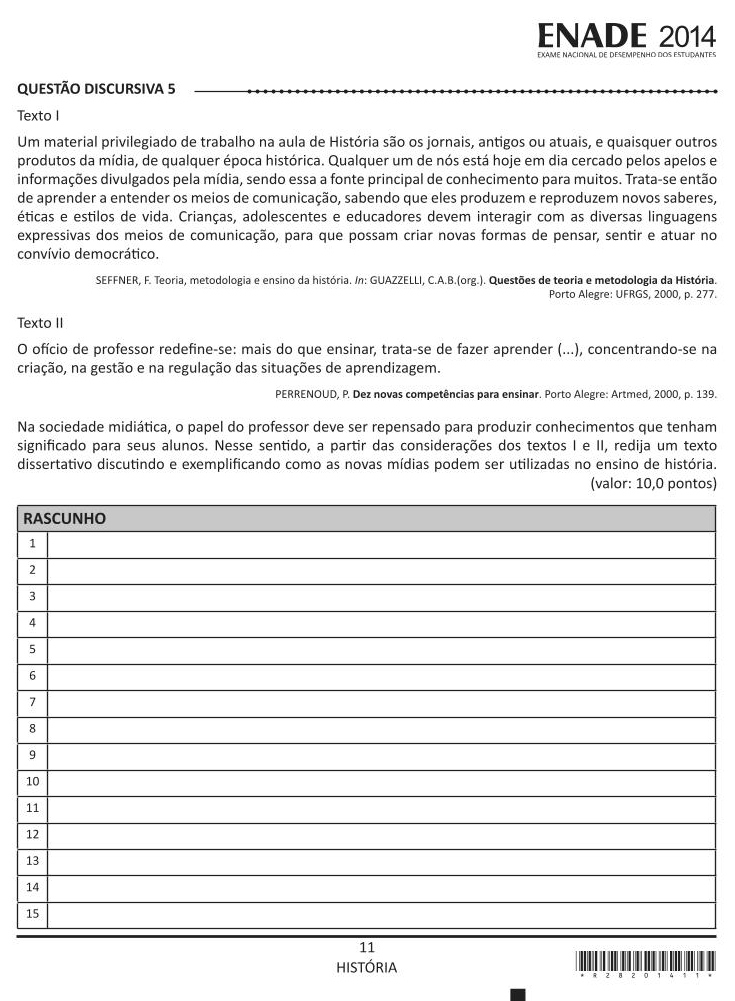 ENADE 2014
EXAME NACIONAL DE DESEMPENHO DOS ESTUDANTES
QUESTÃO DISCURSIVA 5
Texto I
Um material privilegiado de trabalho na aula de História são os jornais, antigos ou atuais, e quaisquer outros
produtos da mídia, de qualquer época histórica. Qualquer um de nós está hoje em dia cercado pelos apelos e
informações divulgados pela mídia, sendo essa a fonte principal de conhecimento para muitos. Trata-se então
de aprender a entender os meios de comunicação, sabendo que eles produzem e reproduzem novos saberes,
éticas e estilos de vida. Crianças, adolescentes e educadores devem interagir com as diversas linguagens
expressivas dos meios de comunicação, para que possam criar novas formas de pensar, sentir e atuar no
convívio democrático.
SEFFNER, F. Teoria, metodologia e ensino da história. In: GUAZZELLI, C.A.B.(org.). Questões de teoria e metodologia da História.
Porto Alegre: UFRGS, 2000, p. 277.
Texto II
O ofício de professor redefine-se: mais do que ensinar, trata-se de fazer aprender (...), concentrando-se na
criação, na gestão e na regulação das situações de aprendizagem.
PERRENOUD, P. Dez novas competências para ensinar. Porto Alegre: Artmed, 2000, p. 139.
Na sociedade midiática, o papel do professor deve ser repensado para produzir conhecimentos que tenham
significado para seus alunos. Nesse sentido, a partir das considerações dos textos I e II, redija um texto
dissertativo discutindo e exemplificando como as novas mídias podem ser utilizadas no ensino de história.
(valor: 10,0 pontos)
RASCUNHO
1
2
3
4
5
6
7
8
9
10
11
12
13
14
15
11
HISTÓRIA
* R 2 8 2 0 1 4 1 1 *